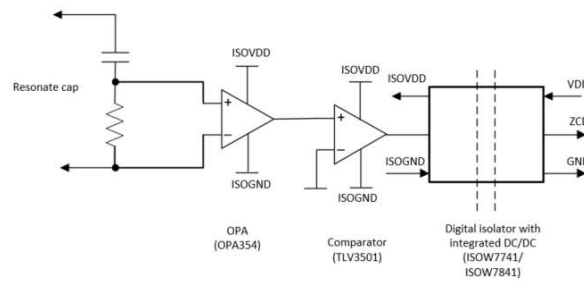 ISOVDD
ISOVDD
ISOVDD
Resonate cap
ZCD
ISOGND
ISOGND
ISOGND
OPA
(OPA354)
Comparator
(TLV3501)
Digital isolator with
integrated DC/DC
(ISOW7741/
ISOW7841)